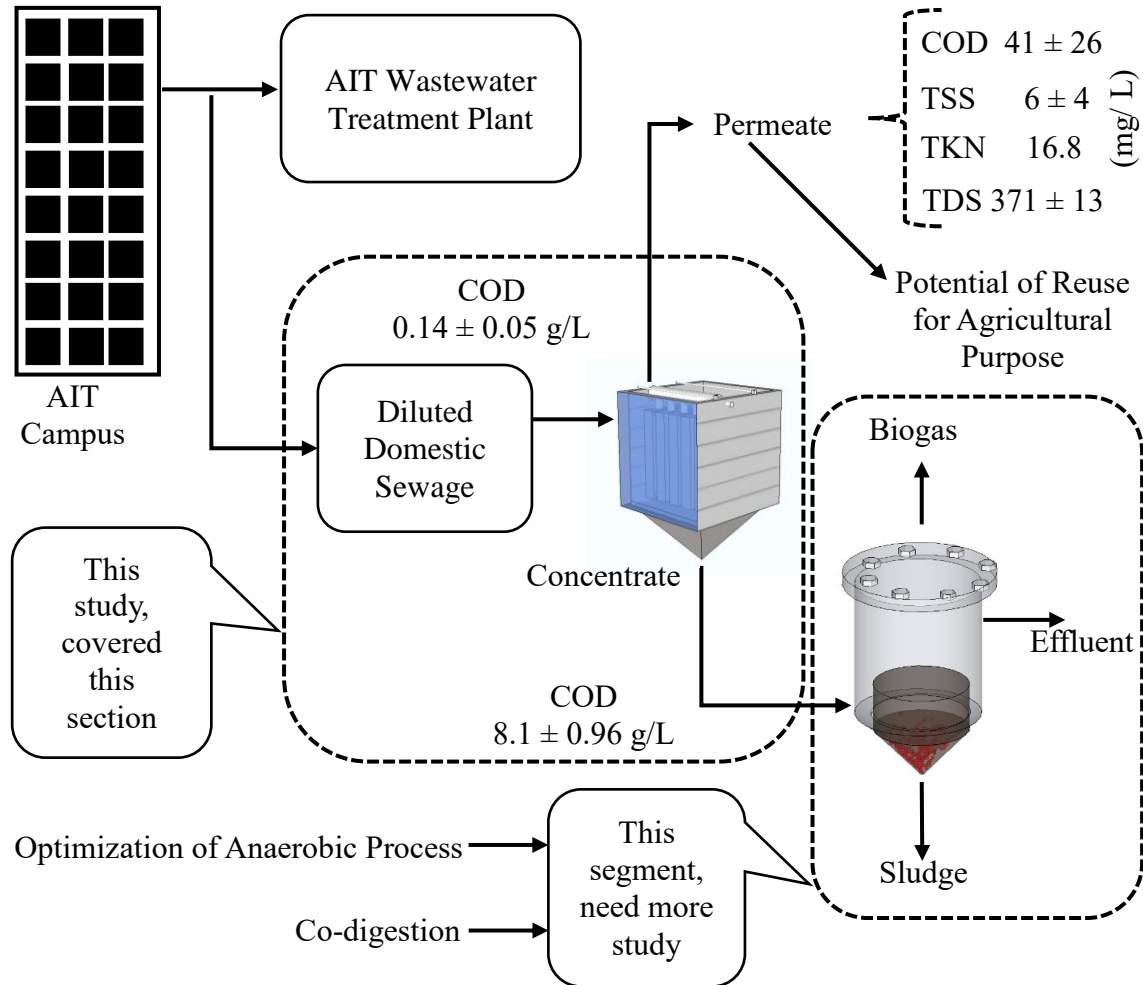 AIT
Campus
AIT Wastewater
Treatment Plant
Permeate
COD 41 ± 26
TSS 6 ± 4
TKN 16.8
TDS 371 ± 13
(mg/ L)
Potential of Reuse
for Agricultural
Purpose
COD
0.14 ± 0.05 g/L
Diluted
Domestic
Sewage
Concentrate
COD
8.1 ± 0.96 g/L
This
study,
covered
this
section
Biogas
Effluent
Sludge
Optimization of Anaerobic Process
Co-digestion
This
segment,
need more
study